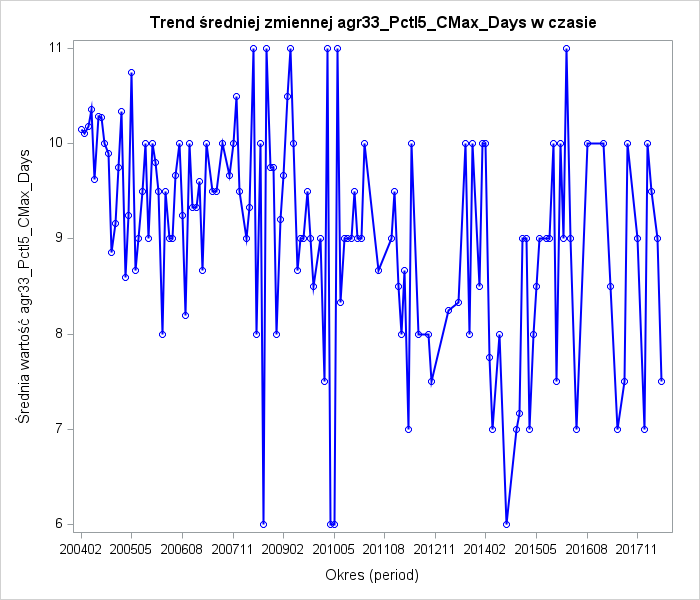 Trend średniej zmiennej agr33_Pctl5_CMax_Days w czasie
Średnia wartość agr33_Pctl5_CMax_Days
11
10
9
8
7
6
200402 200505 200608 200711 200902 201005 201108 201211 201402 201505 201608 201711
Okres (period)